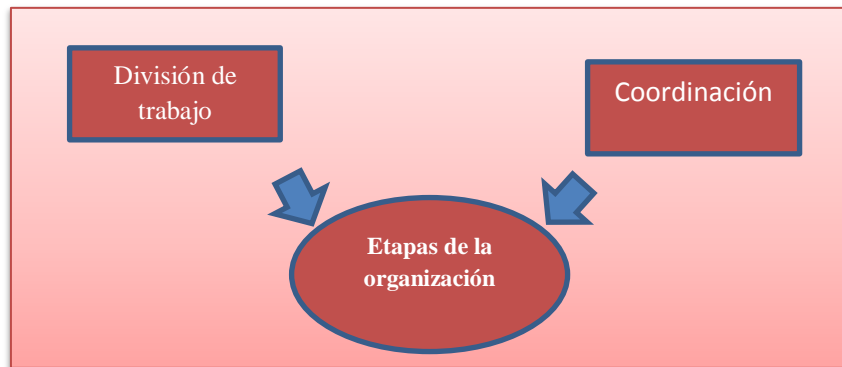 División de
trabajo
Coordinación
Etapas de la
organización